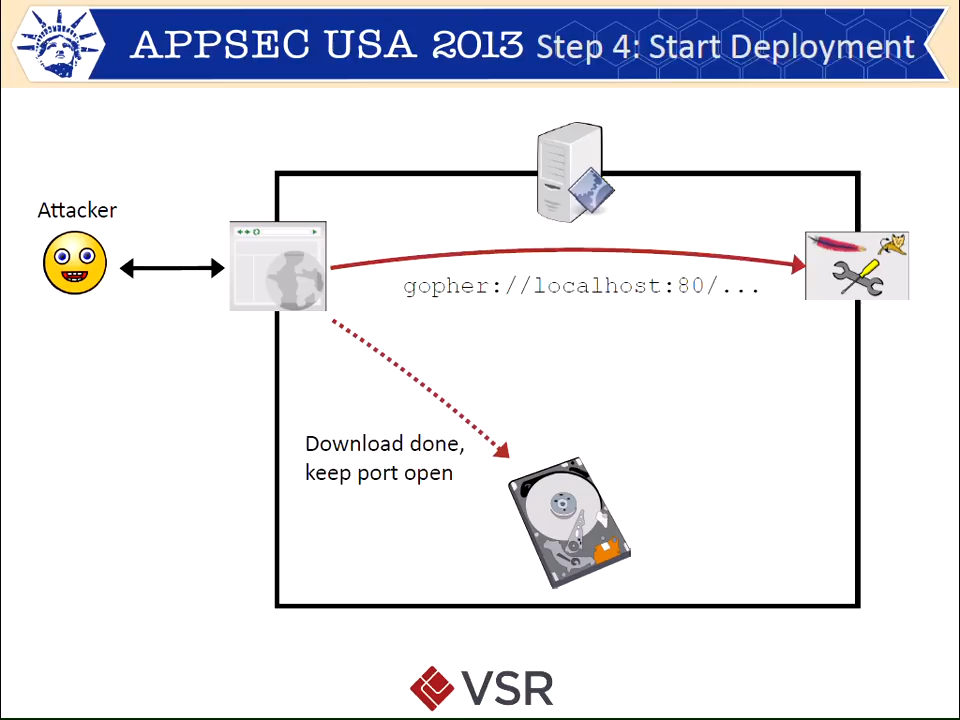 APPSEC USA 2013 Step 4: Start Deployment
Attacker
gopher://localhost:80/...
Download done,
keep port open
VSR